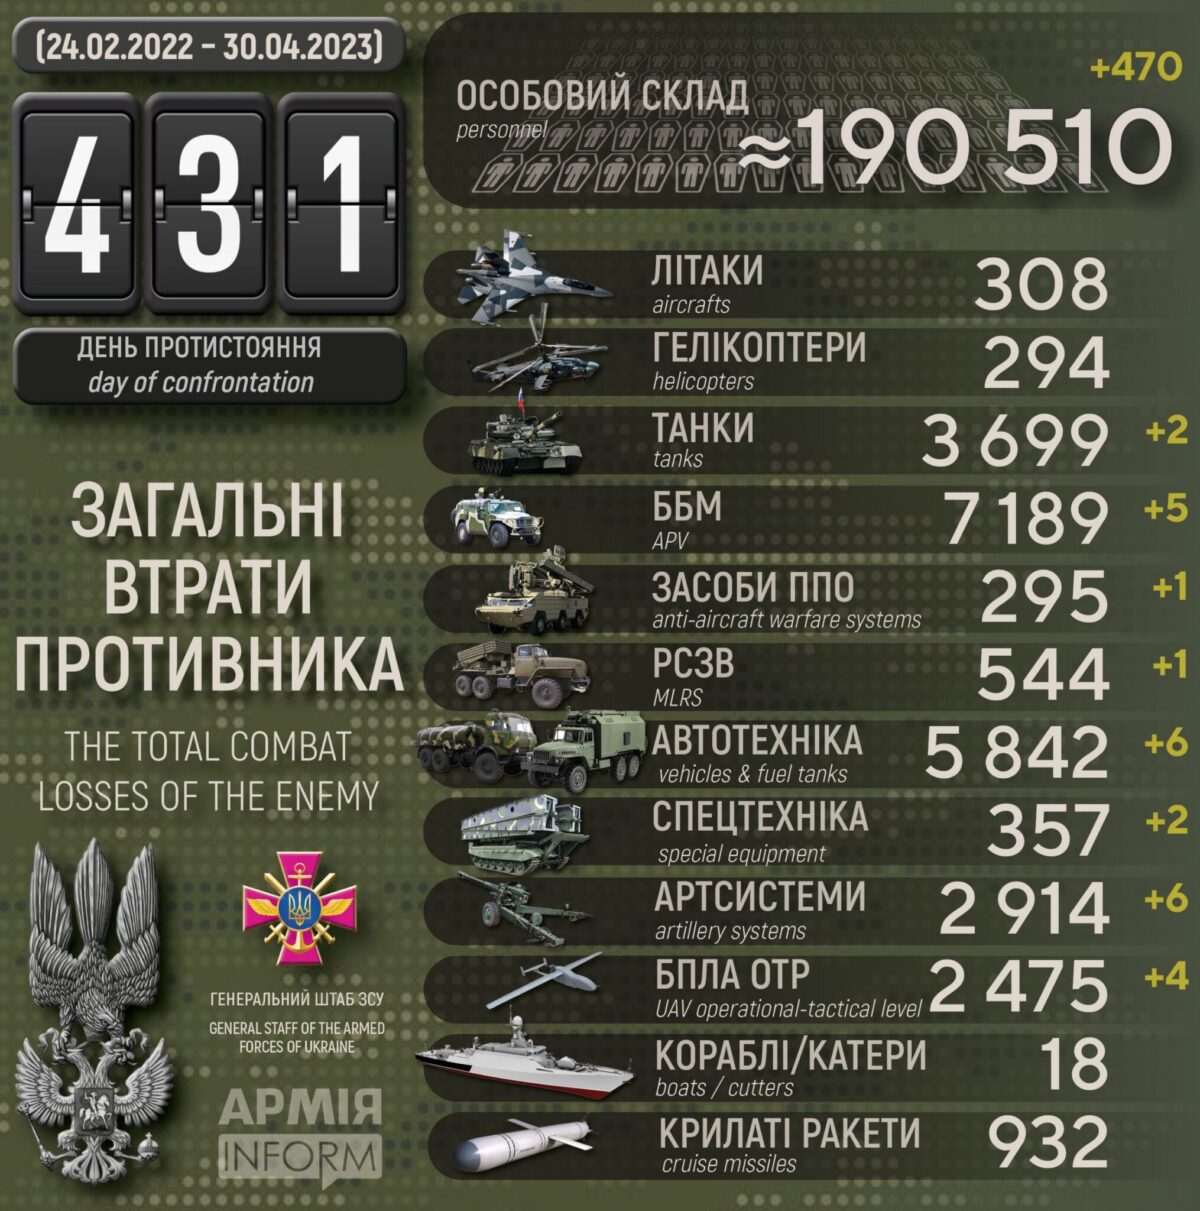 (24.02.2022 – 30.04.2023)
431
ДЕНЬ ПРОТИСТОЯННЯ
day of confrontation
ЗАГАЛЬНІ
ВТРАТИ
ПРОТИВНИКА
THE TOTAL COMBAT
LOSSES OF THE ENEMY
ГЕНЕРАЛЬНИЙ ШТАБ ЗСУ
GENERAL STAFF OF THE ARMED
FORCES OF UKRAINE
АРМІЯ
INFORM
+470
ОСОБОВИЙ СКЛАД
personnel
≈190 510
ЛІТАКИ
aircrafts
308
ГЕЛІКОПТЕРИ
helicopters
294
ТАНКИ
tanks
3 699
+2
ББМ
APV
7 189
+5
ЗАСОБИ ППО
anti-aircraft warfare systems
295
+1
РСЗВ
MLRS
544
+1
АВТОТЕХНІКА
vehicles & fuel tanks
5 842
+6
СПЕЦТЕХНІКА
special equipment
357
+2
АРТСИСТЕМИ
artillery systems
2 914
+6
БПЛА ОТР
UAV operational-tactical level
2 475
+4
КОРАБЛІ/КАТЕРИ
boats / cutters
18
КРИЛАТІ РАКЕТИ
cruise missiles
932